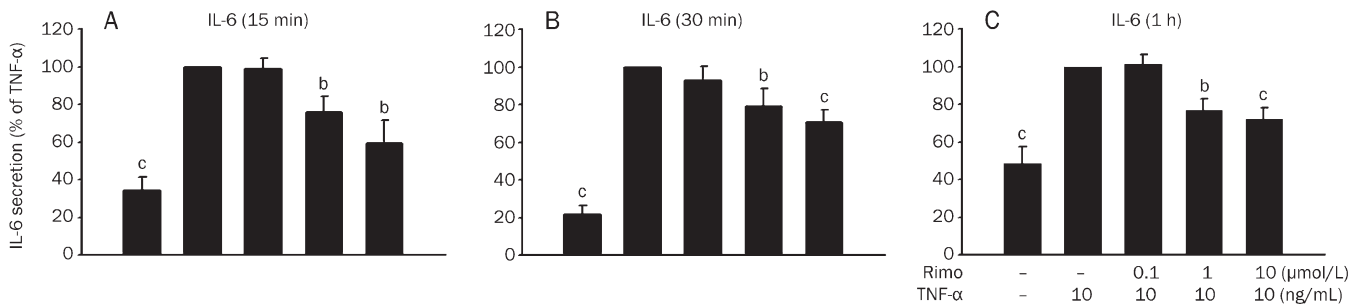 A IL-6 (15 min)
IL-6 secretion (% of TNF-α)
120
100
80
60
40
20
0
c
b
b
B IL-6 (30 min)
120
100
80
60
40
20
0
c
b
c
C IL-6 (1 h)
120
100
80
60
40
20
0
c
b
c
Rimo – – 0.1 1 10 (µmol/L)
TNF-α – 10 10 10 10 (ng/mL)